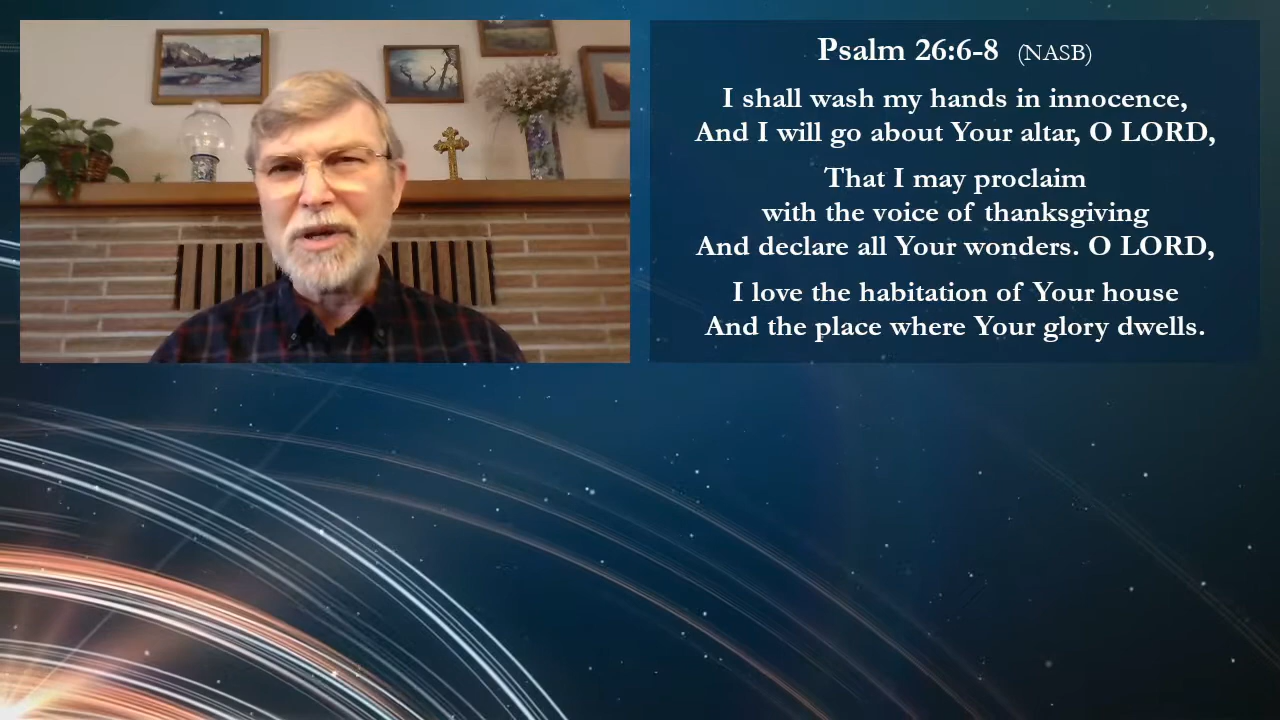 Psalm 26:6-8 (NASB)
I shall wash my hands in innocence,
And I will go about Your altar, O LORD,
That I may proclaim
with the voice of thanksgiving
And declare all Your wonders. O LORD,
I love the habitation of Your house
And the place where Your glory dwells.